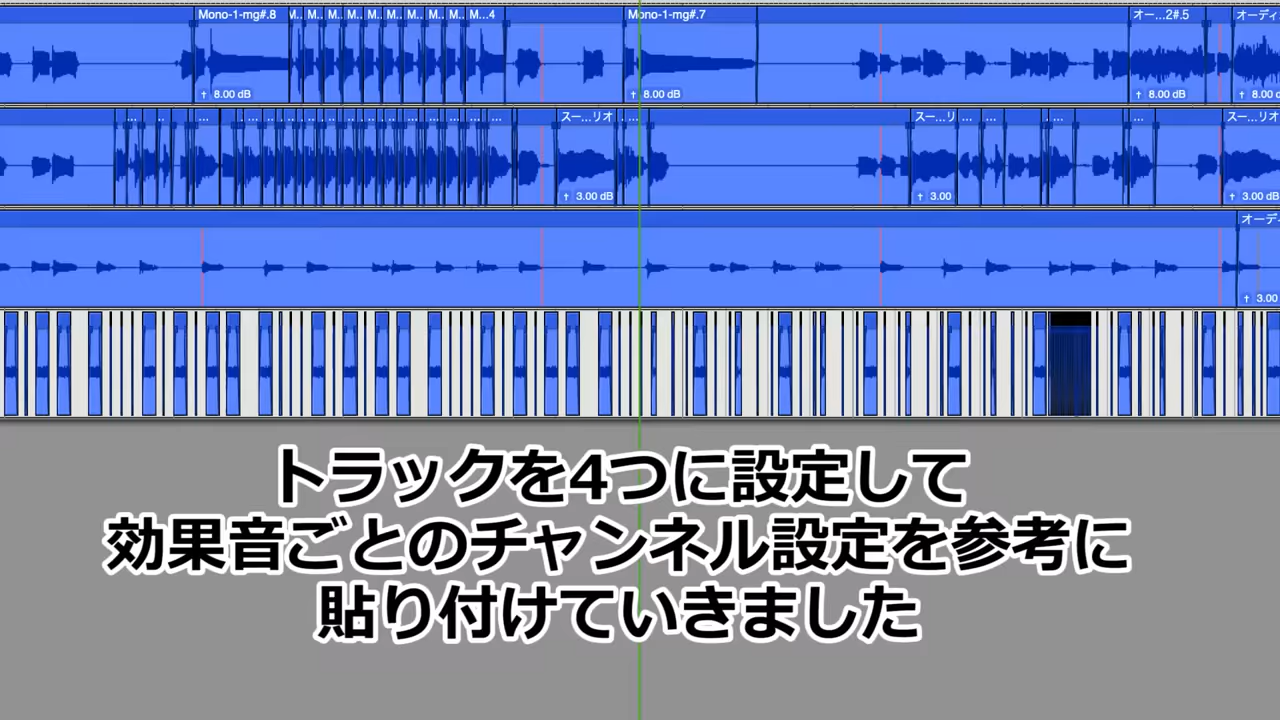 Mono-1-mg#.8 M.. M.. M.. M.. M.. M.. M.. M.. M.. M...4 Mono-1-mg#.7 オー...2#.5 オーディ
8.00 dB 8.00 dB 8.00 dB 8.00
スー...リオ スー...リ スー...リオ
3.00 dB 3.00 3.00 dB
オーデ
3.00
トラックを4つに設定して
効果音ごとのチャンネル設定を参考に
貼り付けていきました